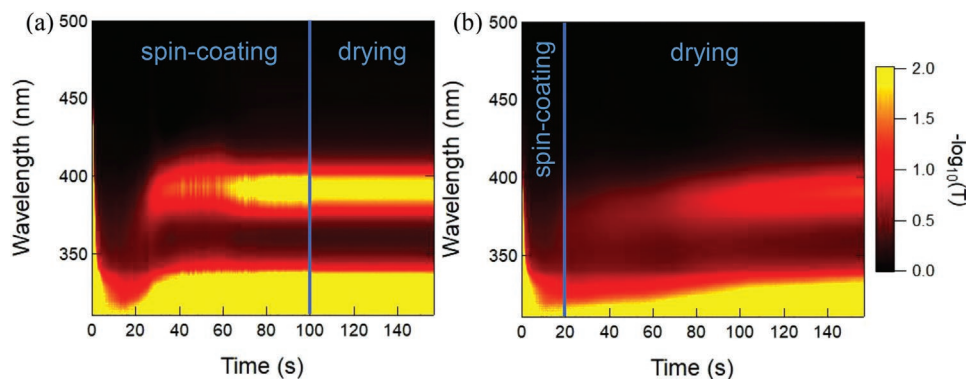 (a)
spin-coating
drying
Wavelength (nm)
500
450
400
350
0
20
40
60
80
100
120
140
Time (s)
(b)
spin-coating
drying
Wavelength (nm)
500
450
400
350
0
20
40
60
80
100
120
140
Time (s)
2.0
1.5
1.0
0.5
0.0
-log10(T)